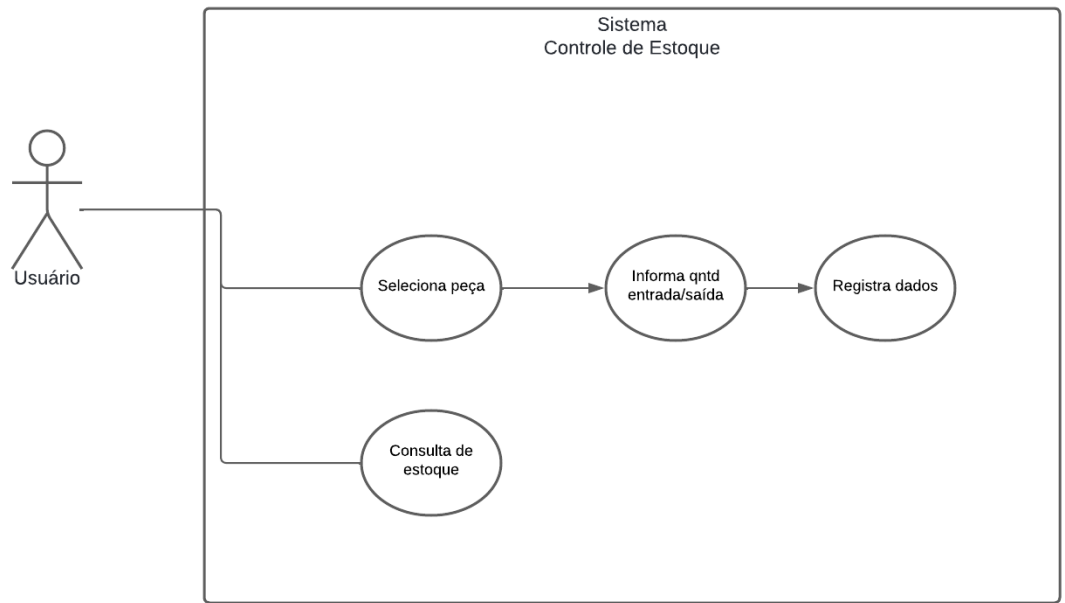 Sistema
Controle de Estoque
Usuário
Seleciona peça
Informa qntd
entrada/saída
Registra dados
Consulta de
estoque